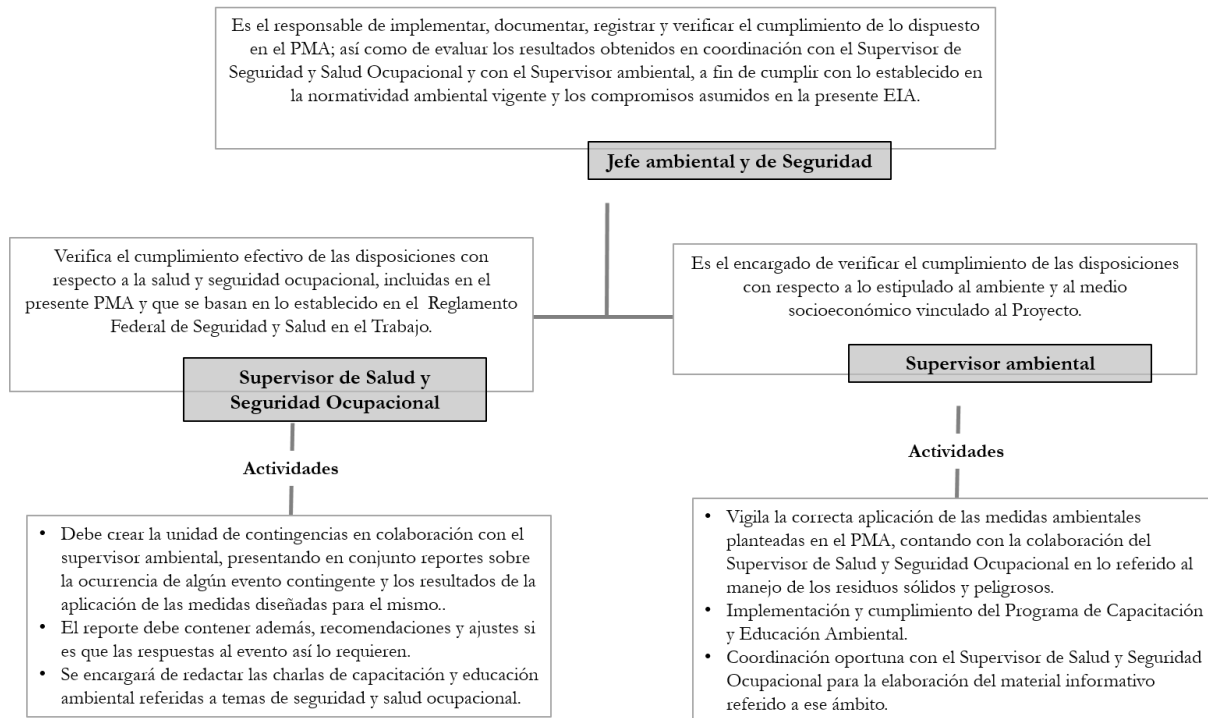 Es el responsable de implementar, documentar, registrar y verificar el cumplimiento de lo dispuesto
en el PMA; así como de evaluar los resultados obtenidos en coordinación con el Supervisor de
Seguridad y Salud Ocupacional y con el Supervisor ambiental, a fin de cumplir con lo establecido en
la normatividad ambiental vigente y los compromisos asumidos en la presente EIA.
Jefe ambiental y de Seguridad
Verifica el cumplimiento efectivo de las disposiciones con
respecto a la salud y seguridad ocupacional, incluidas en el
presente PMA y que se basan en lo establecido en el Reglamento
Federal de Seguridad y Salud en el Trabajo.
Supervisor de Salud y
Seguridad Ocupacional
Es el encargado de verificar el cumplimiento de las disposiciones
con respecto a lo estipulado al ambiente y al medio
socioeconómico vinculado al Proyecto.
Supervisor ambiental
Actividades
• Debe crear la unidad de contingencias en colaboración con el
supervisor ambiental, presentando en conjunto reportes sobre
la ocurrencia de algún evento contingente y los resultados de la
aplicación de las medidas diseñadas para el mismo..
• El reporte debe contener además, recomendaciones y ajustes si
es que las respuestas al evento así lo requieren.
• Se encargará de redactar las charlas de capacitación y educación
ambiental referidas a temas de seguridad y salud ocupacional.
Actividades
• Vigila la correcta aplicación de las medidas ambientales
planteadas en el PMA, contando con la colaboración del
Supervisor de Salud y Seguridad Ocupacional en lo referido al
manejo de los residuos sólidos y peligrosos.
• Implementación y cumplimiento del Programa de Capacitación
y Educación Ambiental.
• Coordinación oportuna con el Supervisor de Salud y Seguridad
Ocupacional para la elaboración del material informativo
referido a ese ámbito.